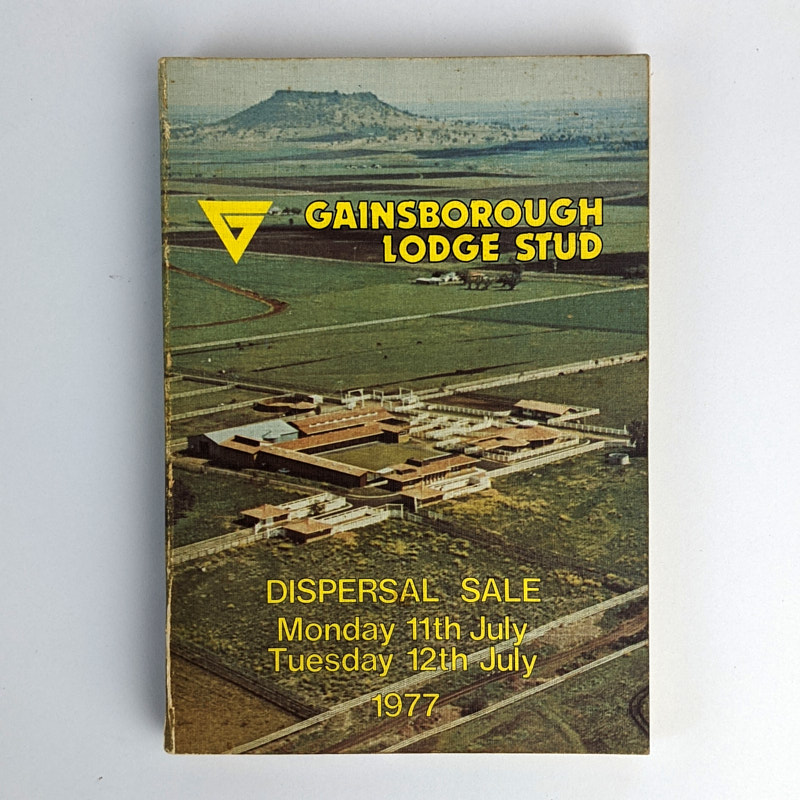 GAINSBOROUGH
LODGE STUD
DISPERSAL SALE
Monday 11th July
Tuesday 12th July
1977